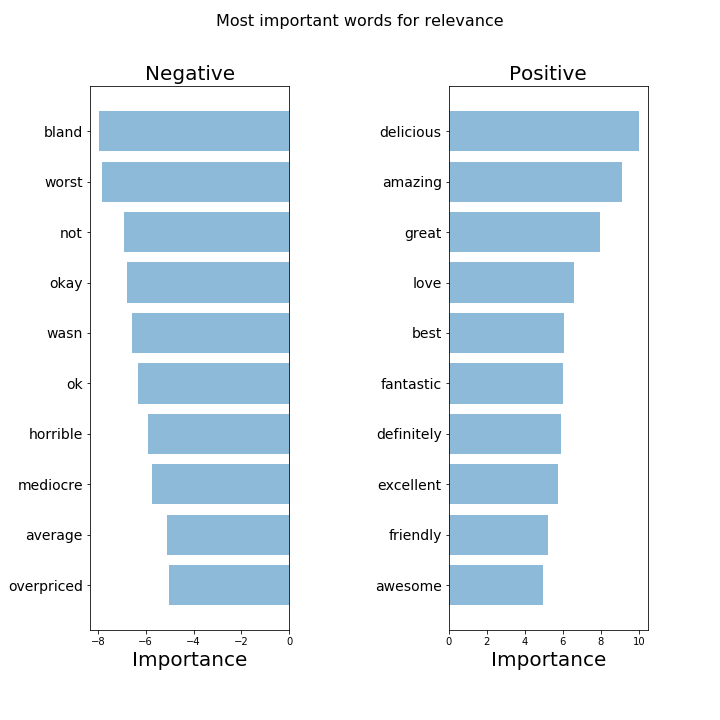 Most important words for relevance
Negative
bland
worst
not
okay
wasn
ok
horrible
mediocre
average
overpriced
−8 −6 −4 −2 0
Importance
Positive
delicious
amazing
great
love
best
fantastic
definitely
excellent
friendly
awesome
0 2 4 6 8 10
Importance